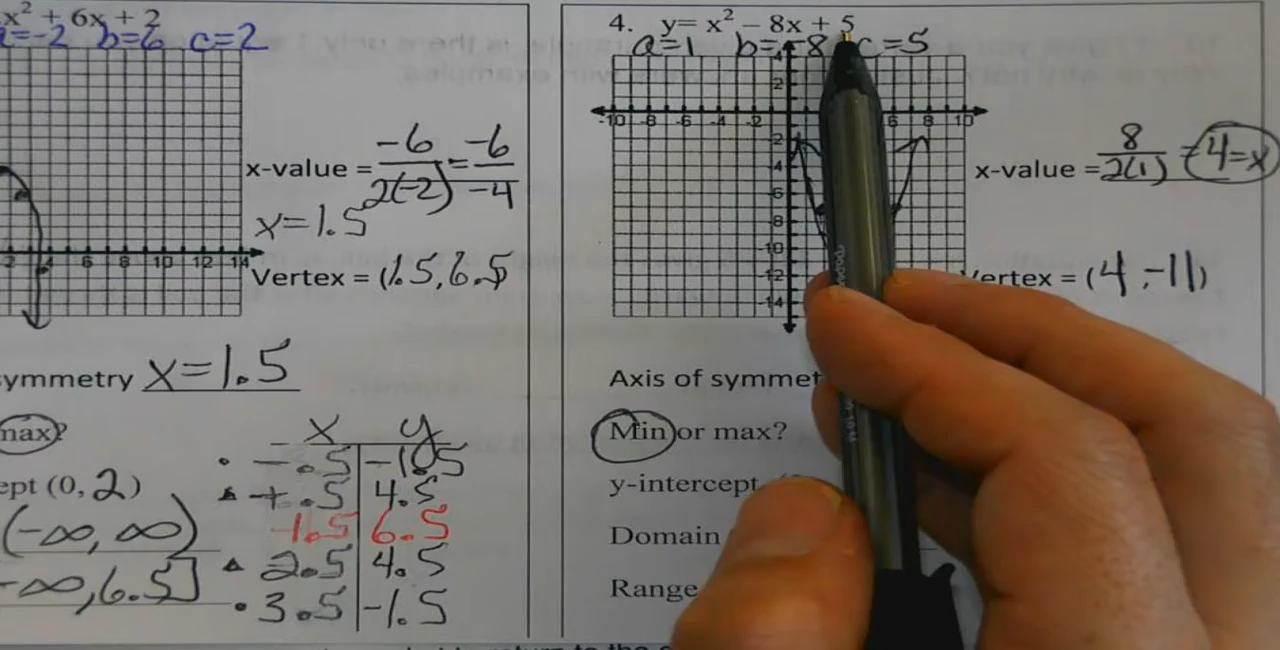 x² + 6x + 2
a=-2 b=6 c=2
2 4 6 8 10 12 14
x-value = -6/2(-2) = -6/-4
x=1.5
Vertex = (1.5, 6.5)
symmetry x=1.5
max?
x y
-.5 -1.5
+.5 4.5
1.5 6.5
2.5 4.5
3.5 -1.5
ept (0, 2)
(-∞, ∞)
-∞, 6.5]
4. y= x² – 8x + 5
a= b=-8 c=5
4
2
-10 -8 -6 -4 -2 6 8 10
-2
-4
-6
-8
-10
-12
-14
x-value = 8/2(1) = 4=x
Vertex = (4, -11)
Axis of symmet
Min or max?
y-intercept
Domain
Range